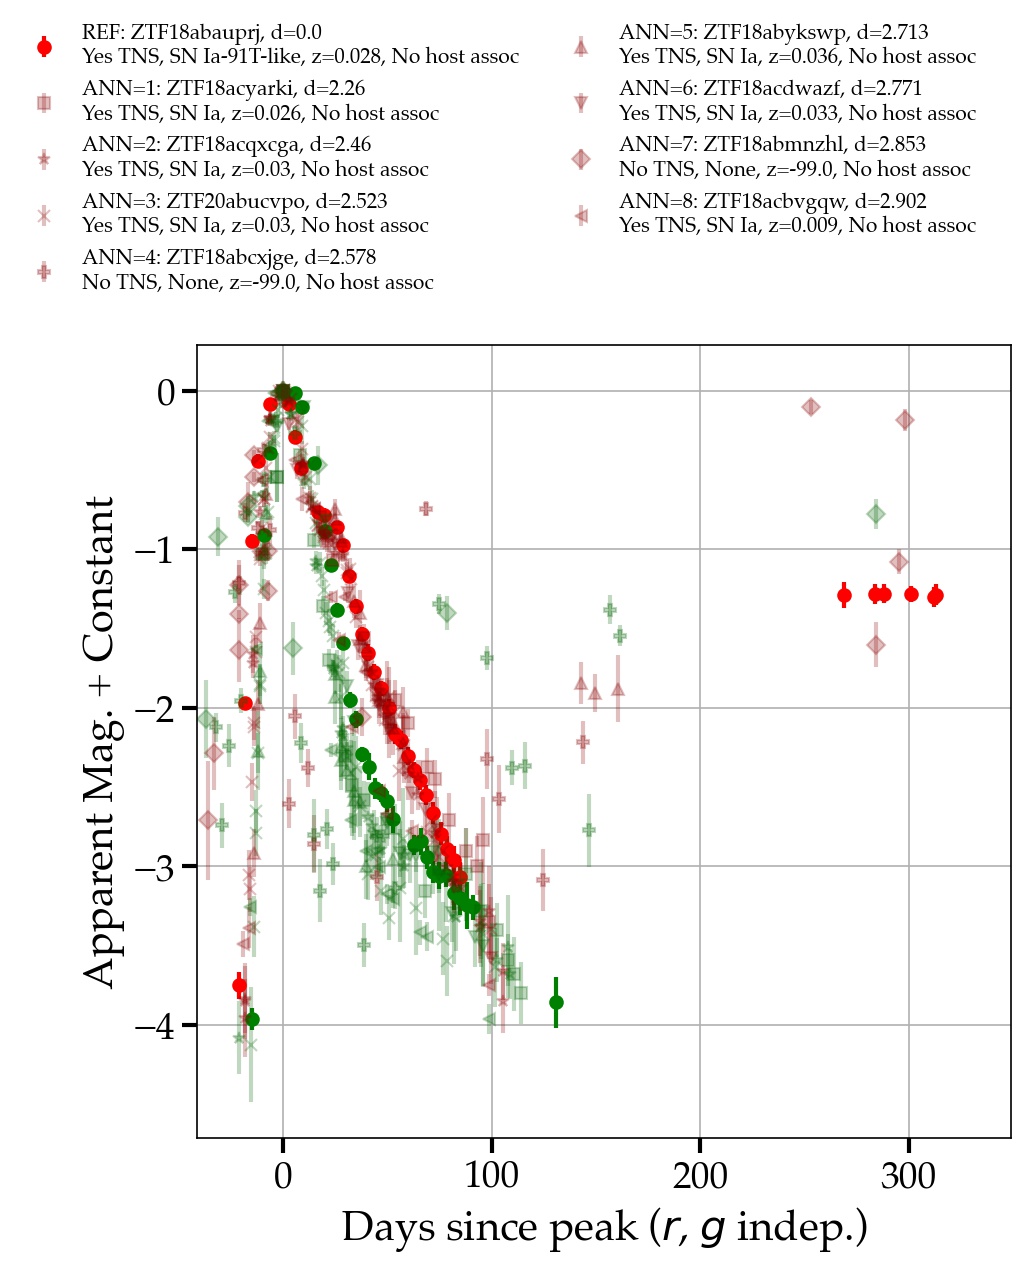 REF: ZTF18abauprj, d=0.0
Yes TNS, SN Ia-91T-like, z=0.028, No host assoc
ANN=1: ZTF18acyarki, d=2.26
Yes TNS, SN Ia, z=0.026, No host assoc
ANN=2: ZTF18acqxcga, d=2.46
Yes TNS, SN Ia, z=0.03, No host assoc
ANN=3: ZTF20abucvpo, d=2.523
Yes TNS, SN Ia, z=0.03, No host assoc
ANN=4: ZTF18abcxjge, d=2.578
No TNS, None, z=-99.0, No host assoc
ANN=5: ZTF18abykswp, d=2.713
Yes TNS, SN Ia, z=0.036, No host assoc
ANN=6: ZTF18acdwazf, d=2.771
Yes TNS, SN Ia, z=0.033, No host assoc
ANN=7: ZTF18abmnzhl, d=2.853
No TNS, None, z=-99.0, No host assoc
ANN=8: ZTF18acbvgqw, d=2.902
Yes TNS, SN Ia, z=0.009, No host assoc
Apparent Mag. + Constant
0
−1
−2
−3
−4
0
100
200
300
Days since peak (r, g indep.)